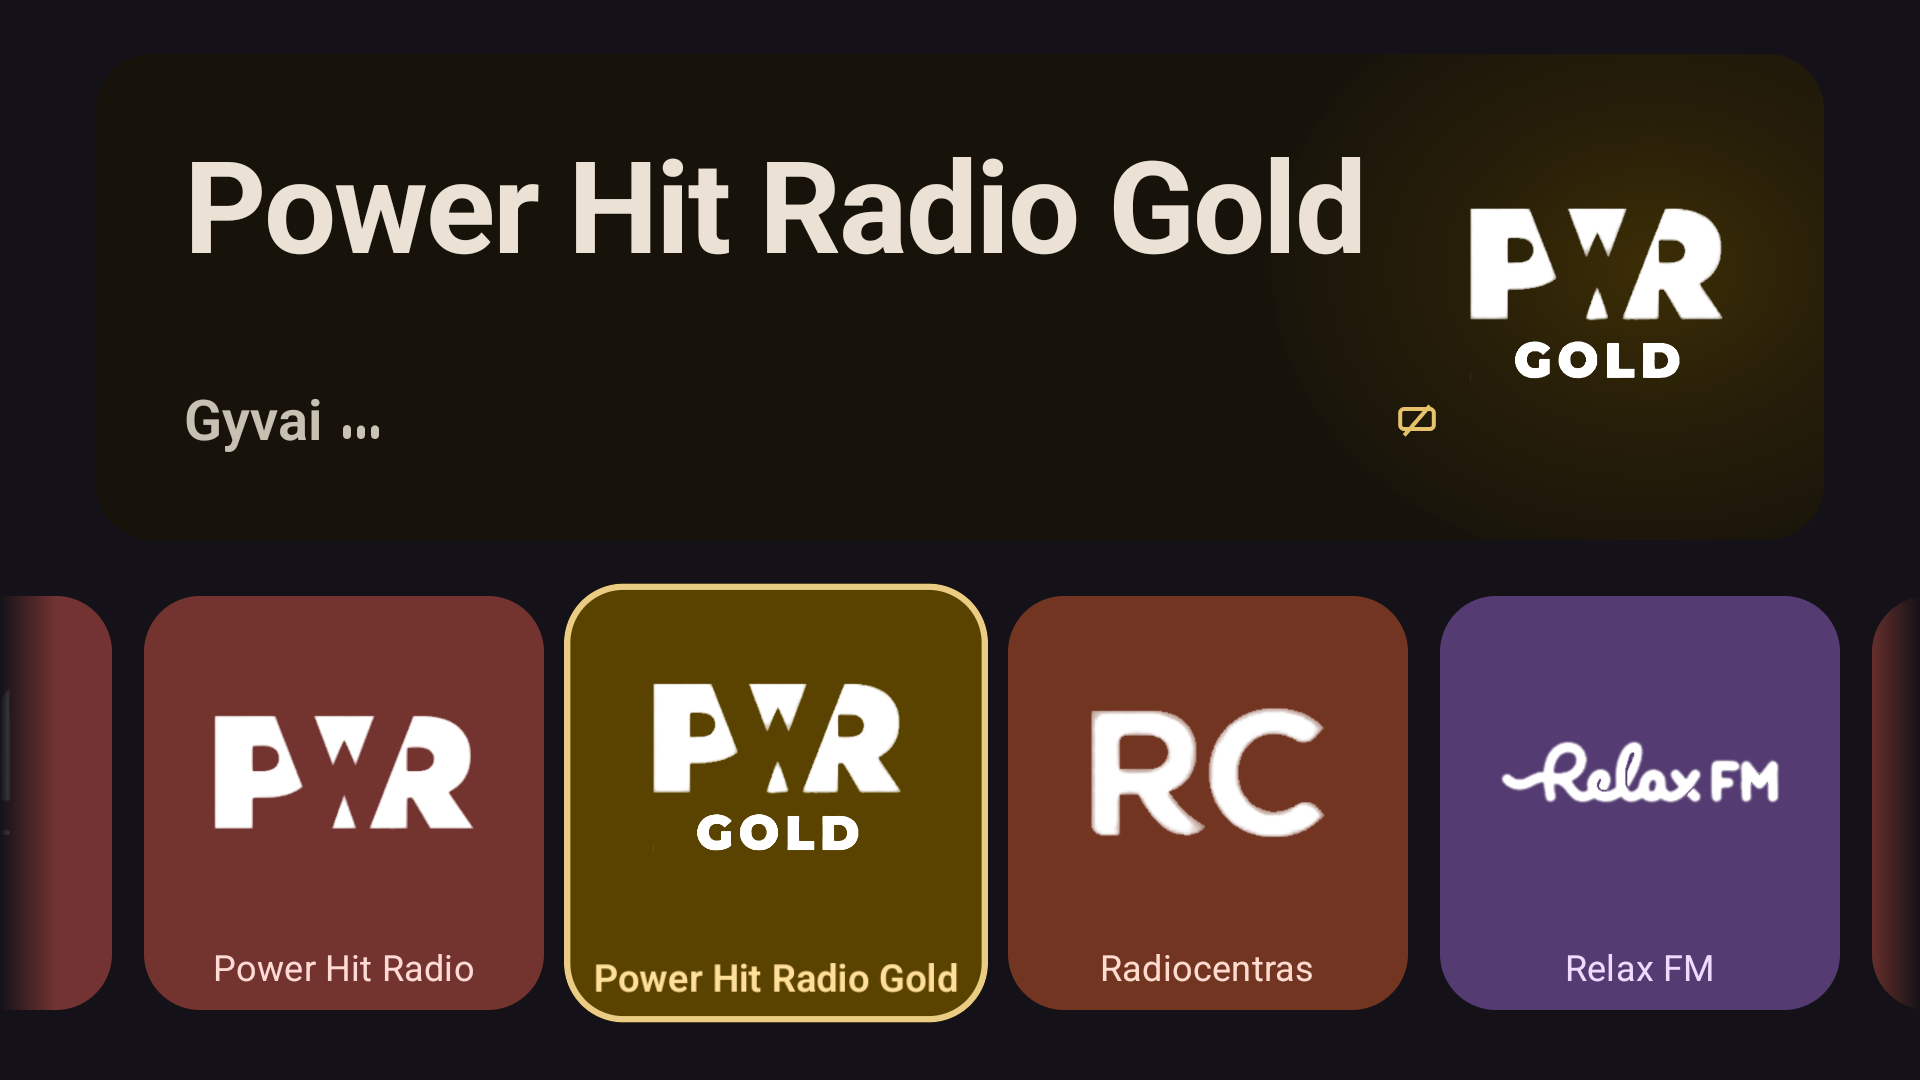 Power Hit Radio Gold
PWR
GOLD
Gyvai ...
PWR
Power Hit Radio
PWR
GOLD
Power Hit Radio Gold
RC
Radiocentras
Relax FM
Relax FM